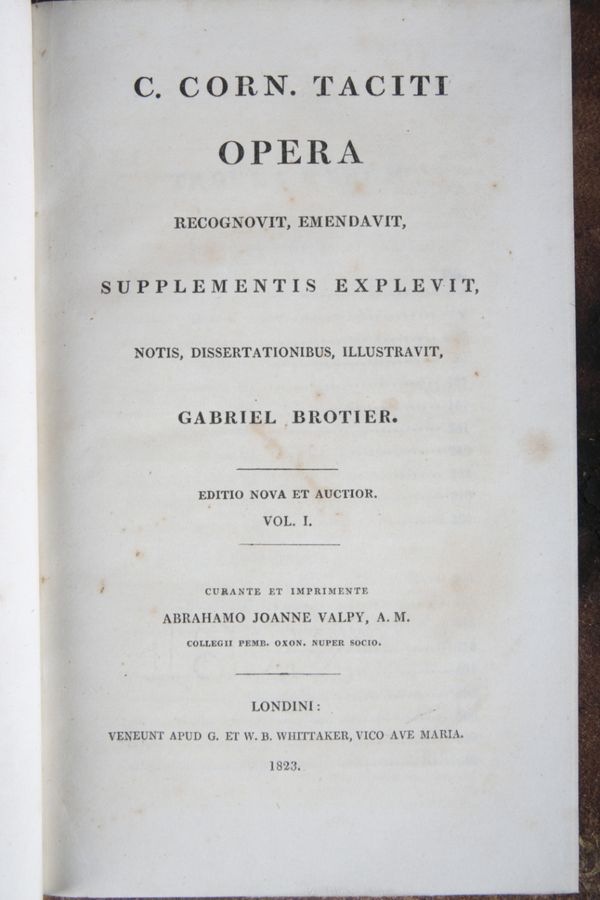 C. CORN. TACITI
OPERA
RECOGNOVIT, EMENDAVIT,
SUPPLEMENTIS EXPLEVIT,
NOTIS, DISSERTATIONIBUS, ILLUSTRAVIT,
GABRIEL BROTIER.
EDITIO NOVA ET AUCTIOR.
VOL. I.
CURANTE ET IMPRIMENTE
ABRAHAMO JOANNE VALPY, A. M.
COLLEGII PEMB. OXON. NUPER SOCIO.
LONDINI:
VENEUNT APUD G. ET W. B. WHITTAKER, VICO AVE MARIA.
1823.